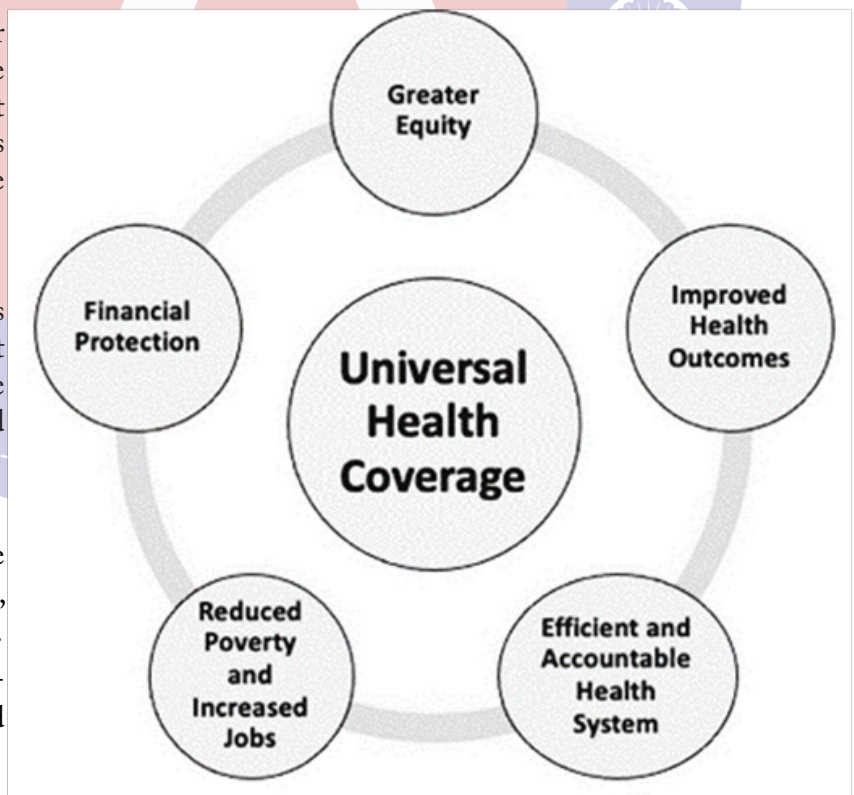 Greater
Equity
Improved
Health
Outcomes
Efficient and
Accountable
Health
System
Reduced
Poverty
and
Increased
Jobs
Financial
Protection
Universal
Health
Coverage